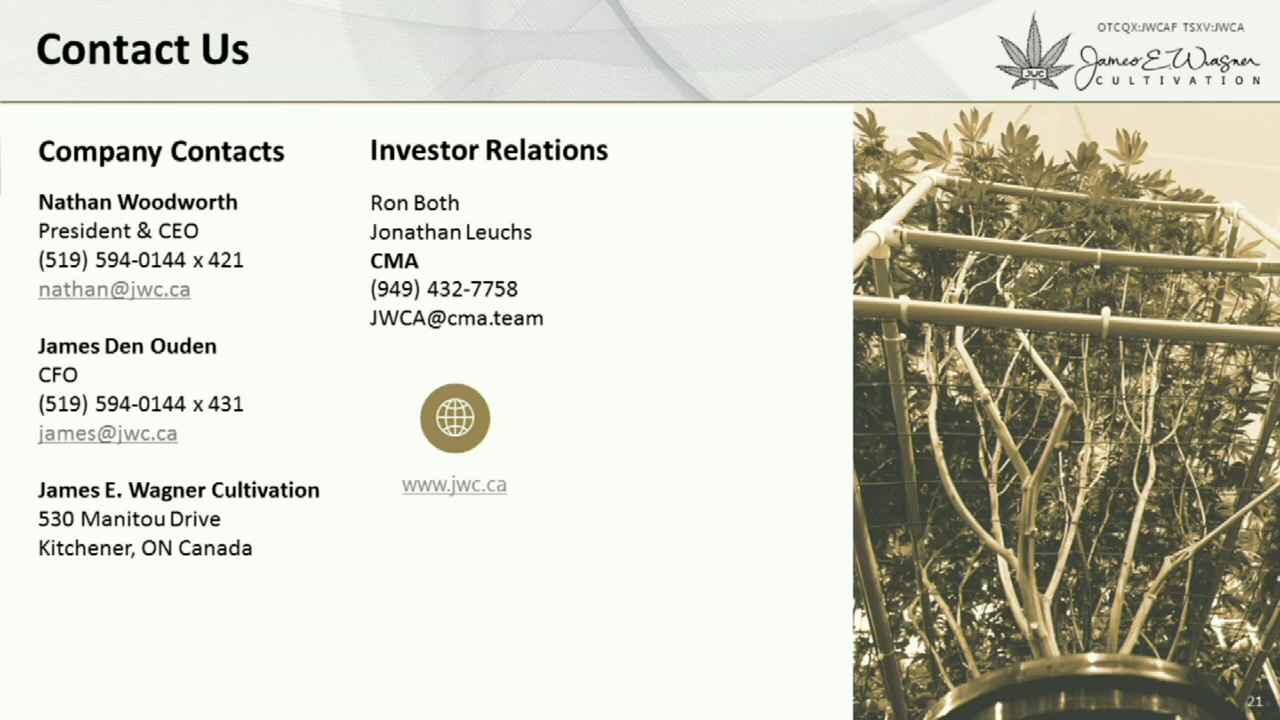 Contact Us
OTCQX:JWCAF TSXV:JWCA
JWC
James E. Wagner
CULTIVATION
Company Contacts
Nathan Woodworth
President & CEO
(519) 594-0144 x 421
nathan@jwc.ca
James Den Ouden
CFO
(519) 594-0144 x 431
james@jwc.ca
James E. Wagner Cultivation
530 Manitou Drive
Kitchener, ON Canada
Investor Relations
Ron Both
Jonathan Leuchs
CMA
(949) 432-7758
JWCA@cma.team
www.jwc.ca
21